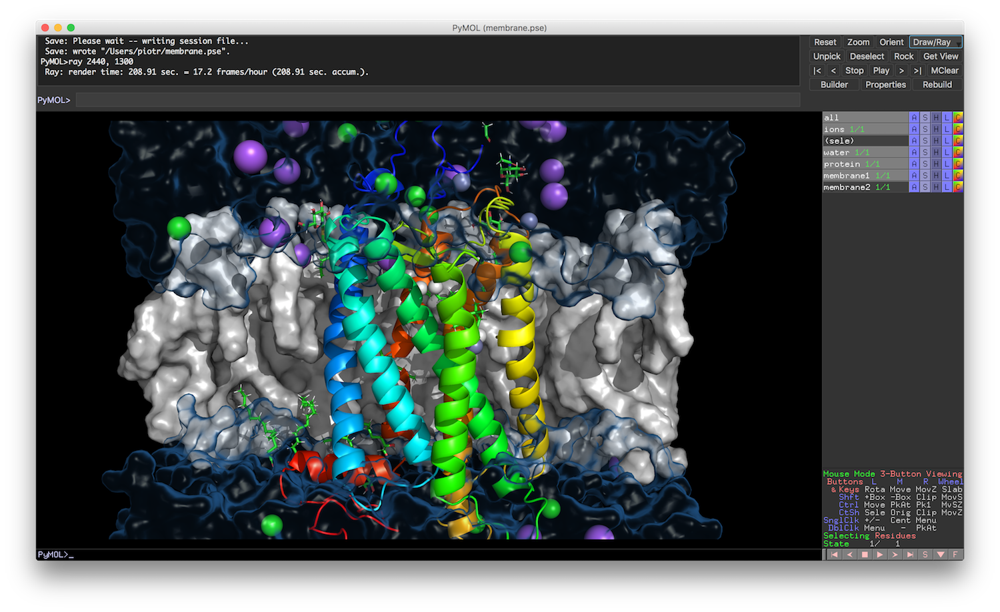 PyMOL (membrane.pse)
Save: Please wait -- writing session file...
Save: wrote "/Users/piotr/membrane.pse".
PyMOL>ray 2440, 1300
Ray: render time: 208.91 sec. = 17.2 frames/hour (208.91 sec. accum.).
PyMOL>
Reset Zoom Orient Draw/Ray
Unpick Deselect Rock Get View
|< < Stop Play > >| MClear
Builder Properties Rebuild
all A S H L C
ions 1/1 A S H L C
(sele) A S H L C
water 1/1 A S H L C
protein 1/1 A S H L C
membrane1 1/1 A S H L C
membrane2 1/1 A S H L C
Mouse Mode 3-Button Viewing
Buttons L M R Wheel
& Keys Rota Move MovZ Slab
Shft +Box -Box Clip MovS
Ctrl Move PkAt Pk1 MvSZ
CtSh Sele Orig Clip MovZ
SnglClk +/- Cent Menu
DblClk Menu - PkAt
Selecting Residues
State 1/ 1
PyMOL>_
S F